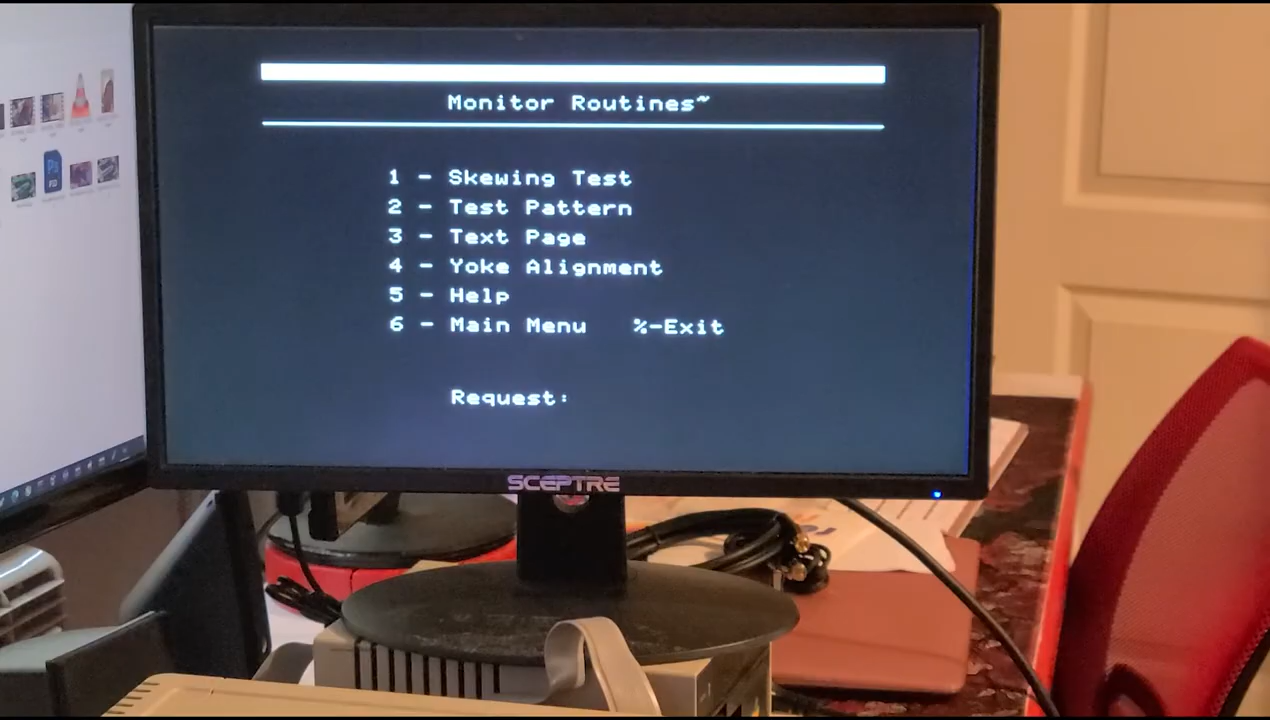 Monitor Routines~
1 - Skewing Test
2 - Test Pattern
3 - Text Page
4 - Yoke Alignment
5 - Help
6 - Main Menu   %-Exit
Request:
SCEPTRE
Ps